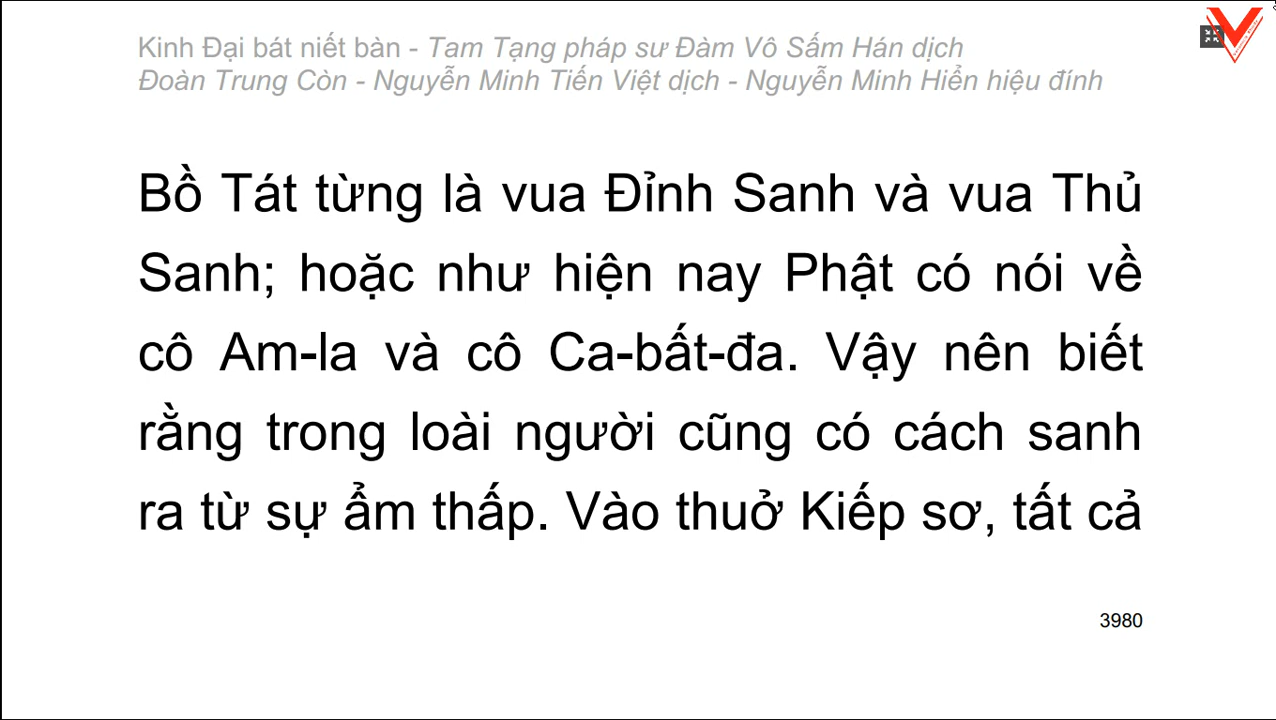 Kinh Đại bát niết bàn - Tam Tạng pháp sư Đàm Vô Sấm Hán dịch
Đoàn Trung Còn - Nguyễn Minh Tiến Việt dịch - Nguyễn Minh Hiển hiệu đính
Bồ Tát từng là vua Đỉnh Sanh và vua Thủ
Sanh; hoặc như hiện nay Phật có nói về
cô Am-la và cô Ca-bất-đa. Vậy nên biết
rằng trong loài người cũng có cách sanh
ra từ sự ẩm thấp. Vào thuở Kiếp sơ, tất cả
3980